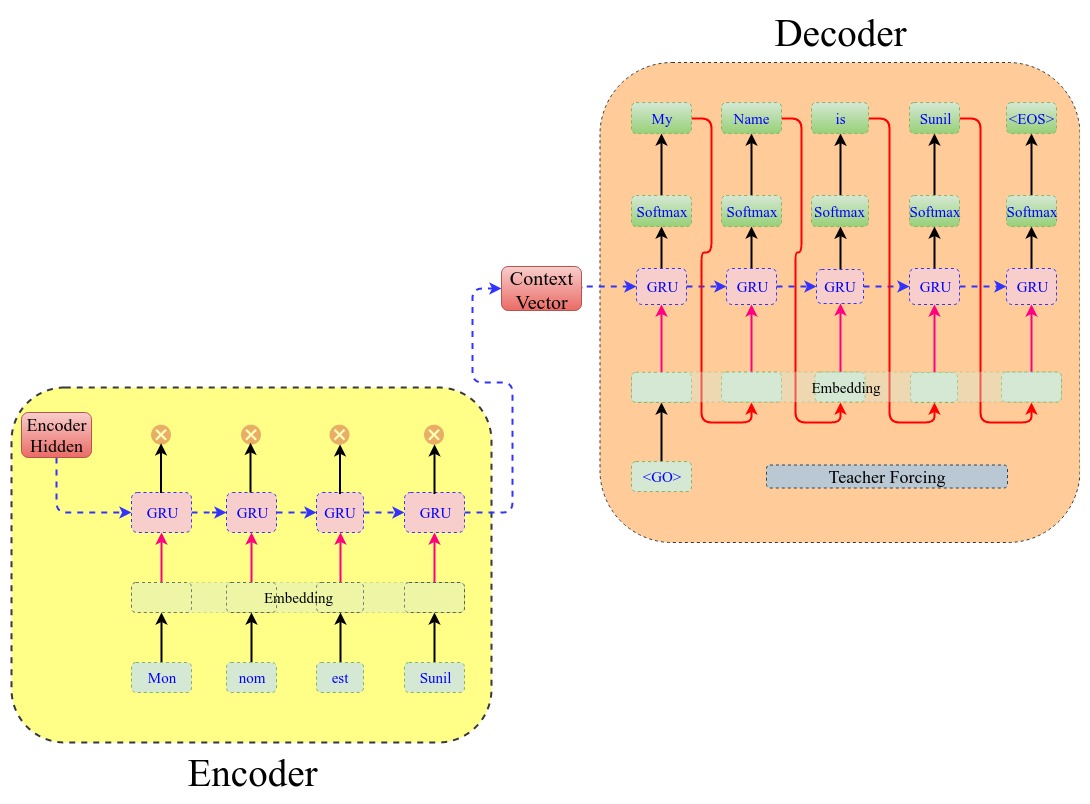 Decoder
My Name is Sunil <EOS>
Softmax Softmax Softmax Softmax Softmax
Context
Vector
GRU GRU GRU GRU GRU
Embedding
<GO> Teacher Forcing
Encoder
Hidden
GRU GRU GRU GRU
Embedding
Mon nom est Sunil
Encoder